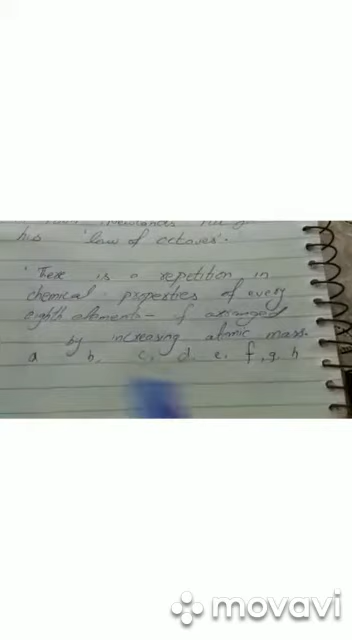 his 'law of octaves'.
'There is a repetition in
chemical properties of every
eighth elements - if arranged
by increasing atomic mass.
a b, c, d, e, f, g, h
movavi